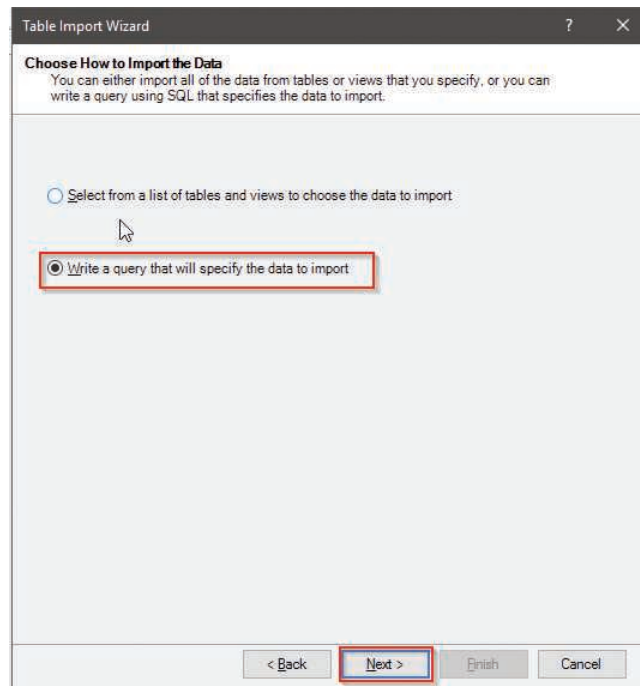 Table Import Wizard ? ×
Choose How to Import the Data
You can either import all of the data from tables or views that you specify, or you can
write a query using SQL that specifies the data to import.
Select from a list of tables and views to choose the data to import
Write a query that will specify the data to import
< Back Next > Finish Cancel